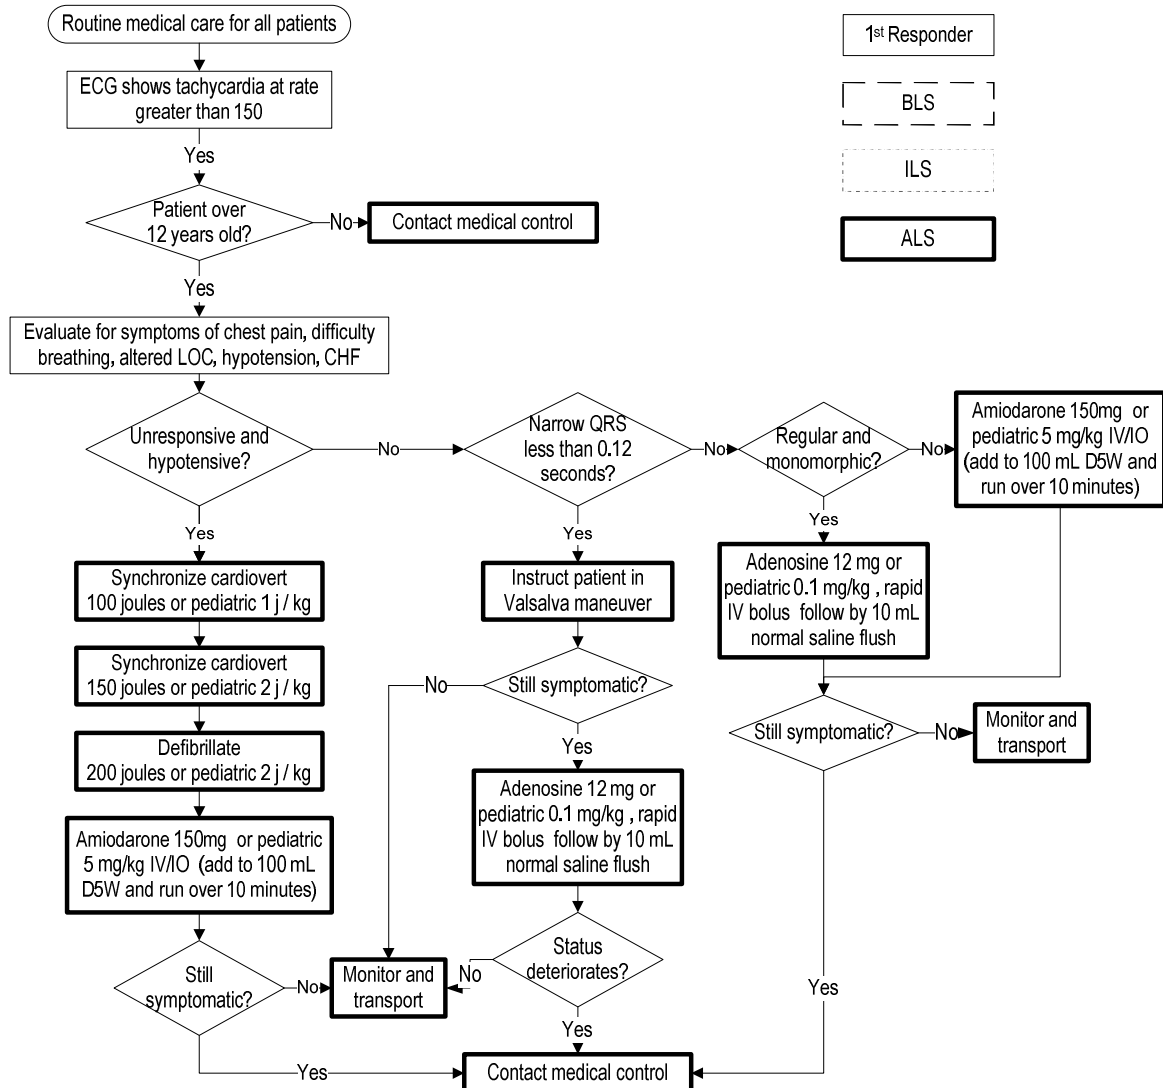 Routine medical care for all patients
1st Responder
ECG shows tachycardia at rate
greater than 150
BLS
Yes
ILS
Patient over
12 years old?
No
Contact medical control
ALS
Yes
Evaluate for symptoms of chest pain, difficulty
breathing, altered LOC, hypotension, CHF
Unresponsive and
hypotensive?
No
Narrow QRS
less than 0.12
seconds?
No
Regular and
monomorphic?
No
Amiodarone 150mg or
pediatric 5 mg/kg IV/IO
(add to 100 mL D5W and
run over 10 minutes)
Yes
Yes
Yes
Synchronize cardiovert
100 joules or pediatric 1 j / kg
Instruct patient in
Valsalva maneuver
Adenosine 12 mg or
pediatric 0.1 mg/kg , rapid
IV bolus follow by 10 mL
normal saline flush
Synchronize cardiovert
150 joules or pediatric 2 j / kg
No
Still symptomatic?
Still symptomatic?
No
Monitor and
transport
Defibrillate
200 joules or pediatric 2 j / kg
Yes
Adenosine 12 mg or
pediatric 0.1 mg/kg , rapid
IV bolus follow by 10 mL
normal saline flush
Amiodarone 150mg or pediatric
5 mg/kg IV/IO (add to 100 mL
D5W and run over 10 minutes)
Still
symptomatic?
No
Monitor and
transport
No
Status
deteriorates?
Yes
Yes
Yes
Contact medical control